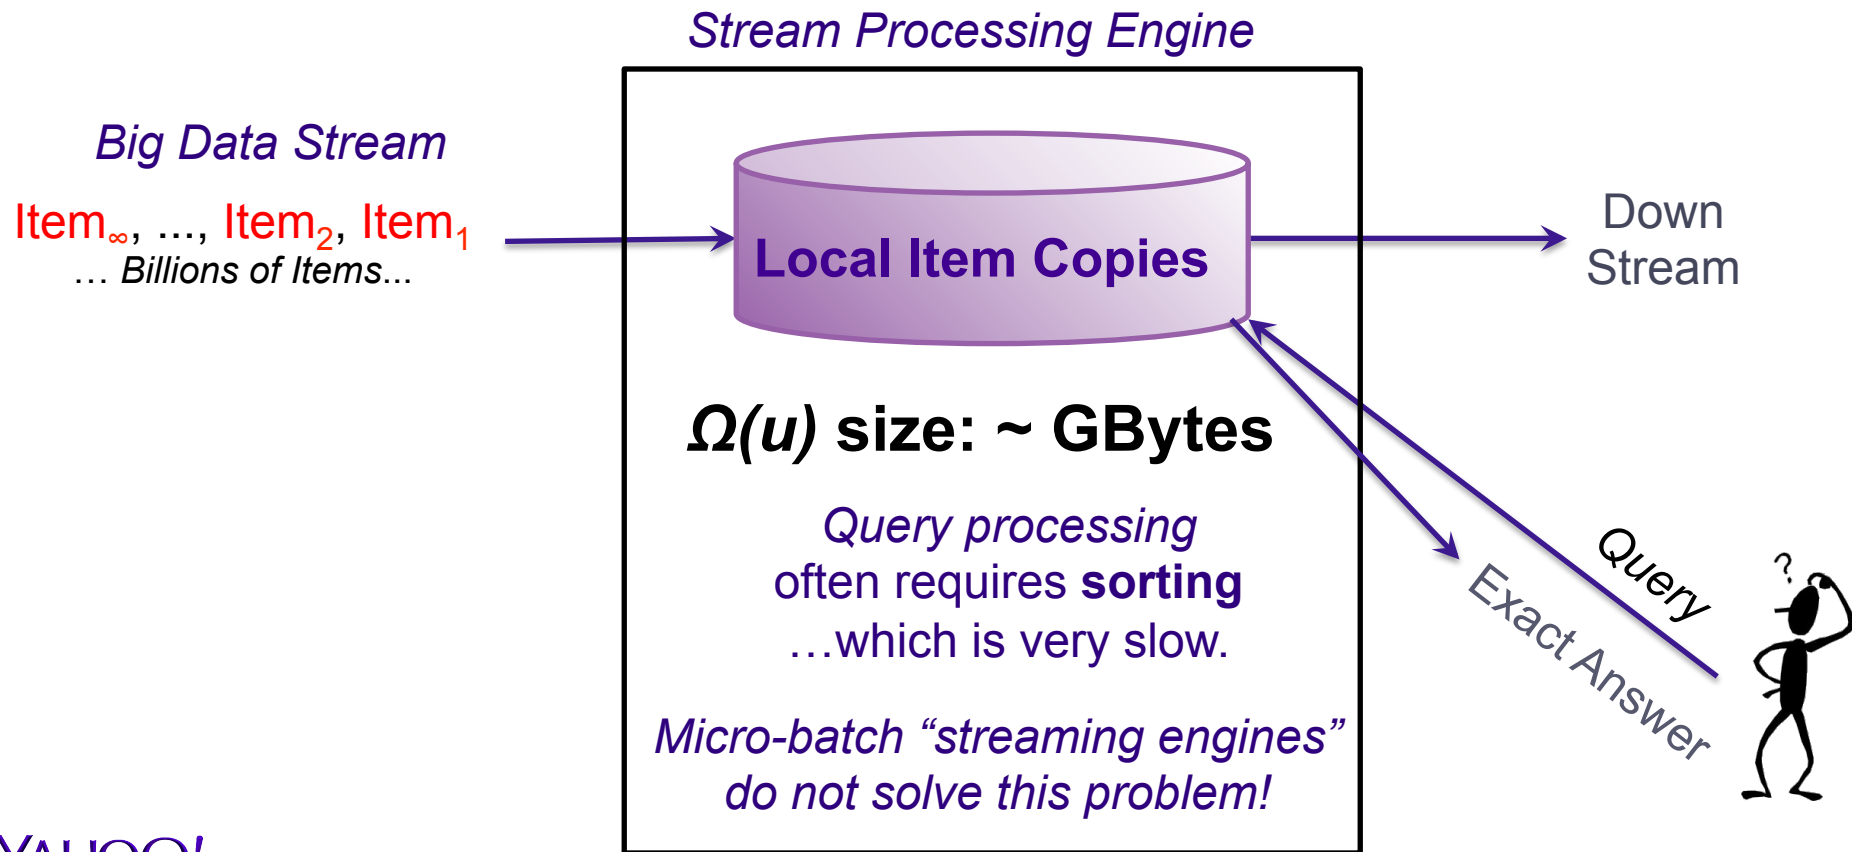 Stream Processing Engine
Big Data Stream
Item∞, ..., Item2, Item1
... Billions of Items...
Local Item Copies
Down
Stream
Ω(u) size: ~ GBytes
Query processing
often requires sorting
...which is very slow.
Micro-batch “streaming engines”
do not solve this problem!
Query
?
Exact Answer
YAHOO!